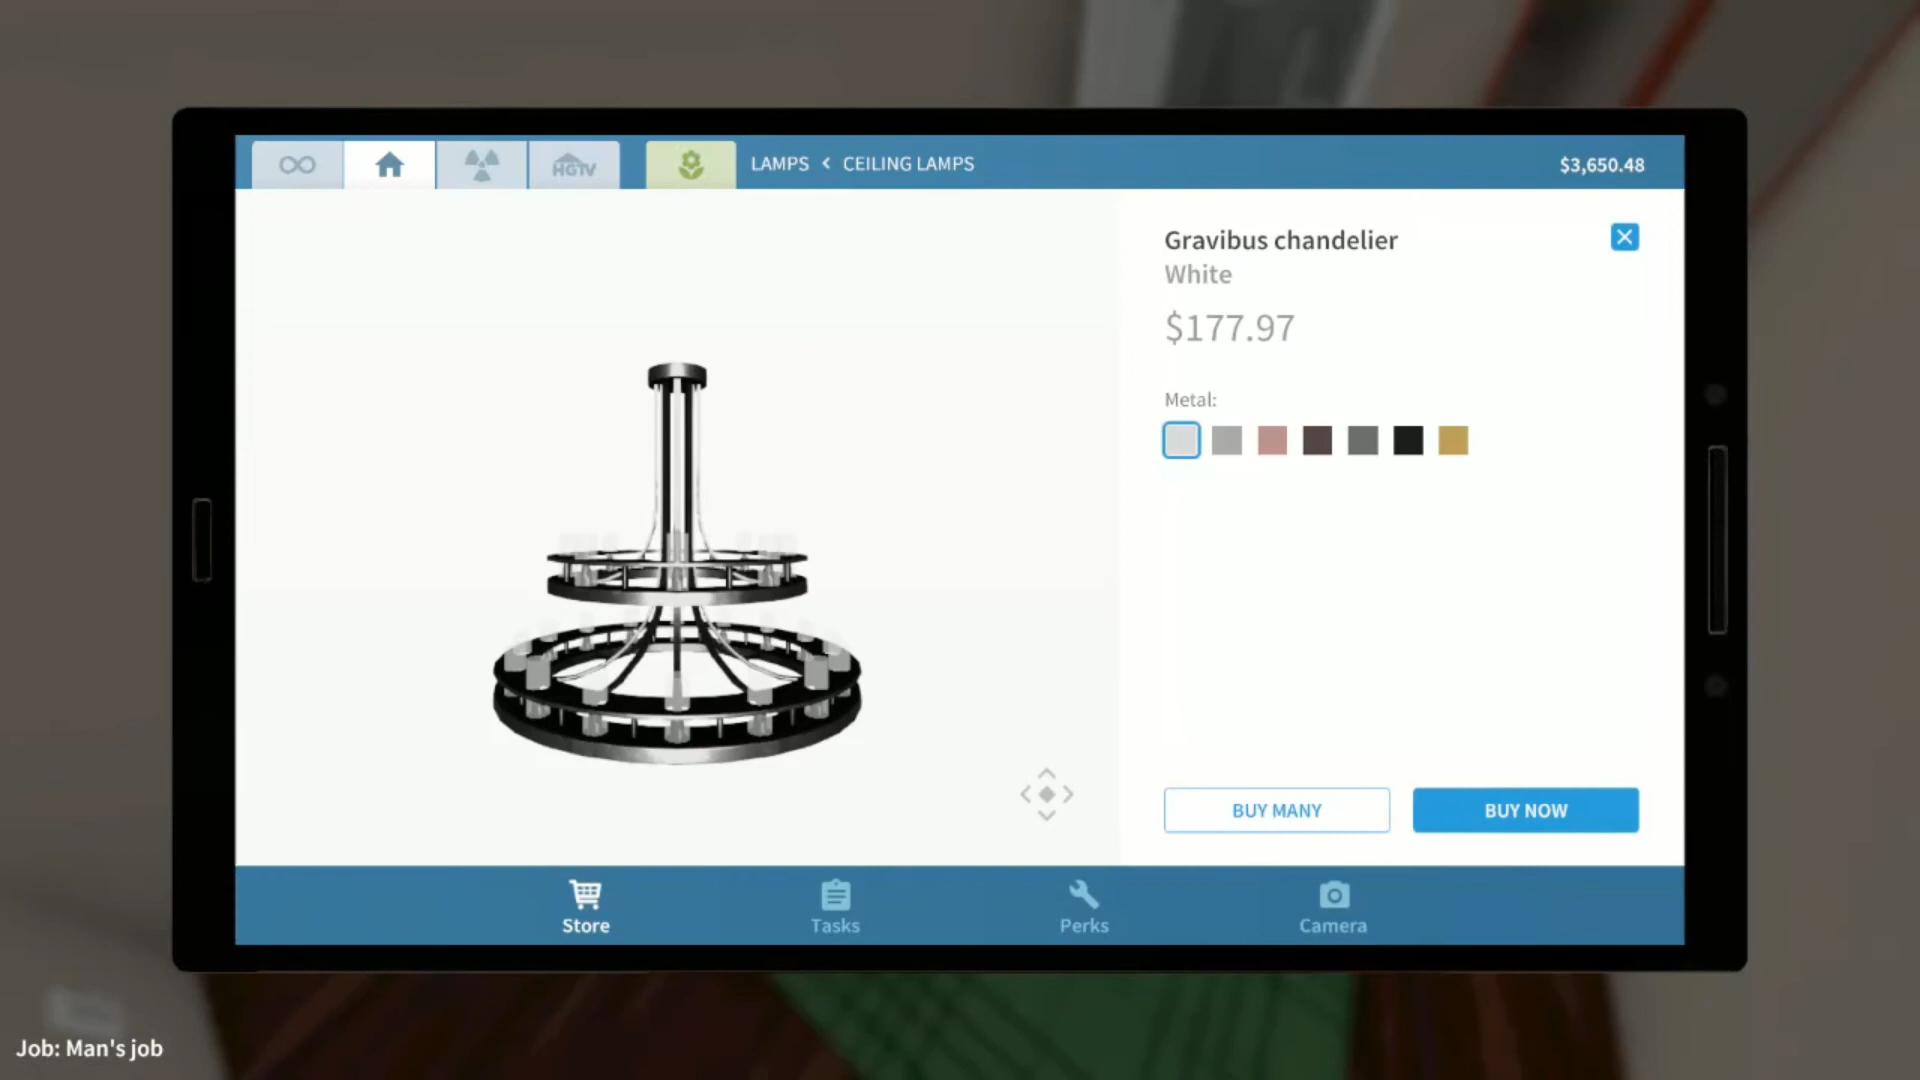 HGTV
LAMPS < CEILING LAMPS
$3,650.48
Gravibus chandelier
White
$177.97
Metal:
BUY MANY
BUY NOW
Store
Tasks
Perks
Camera
Job: Man's job